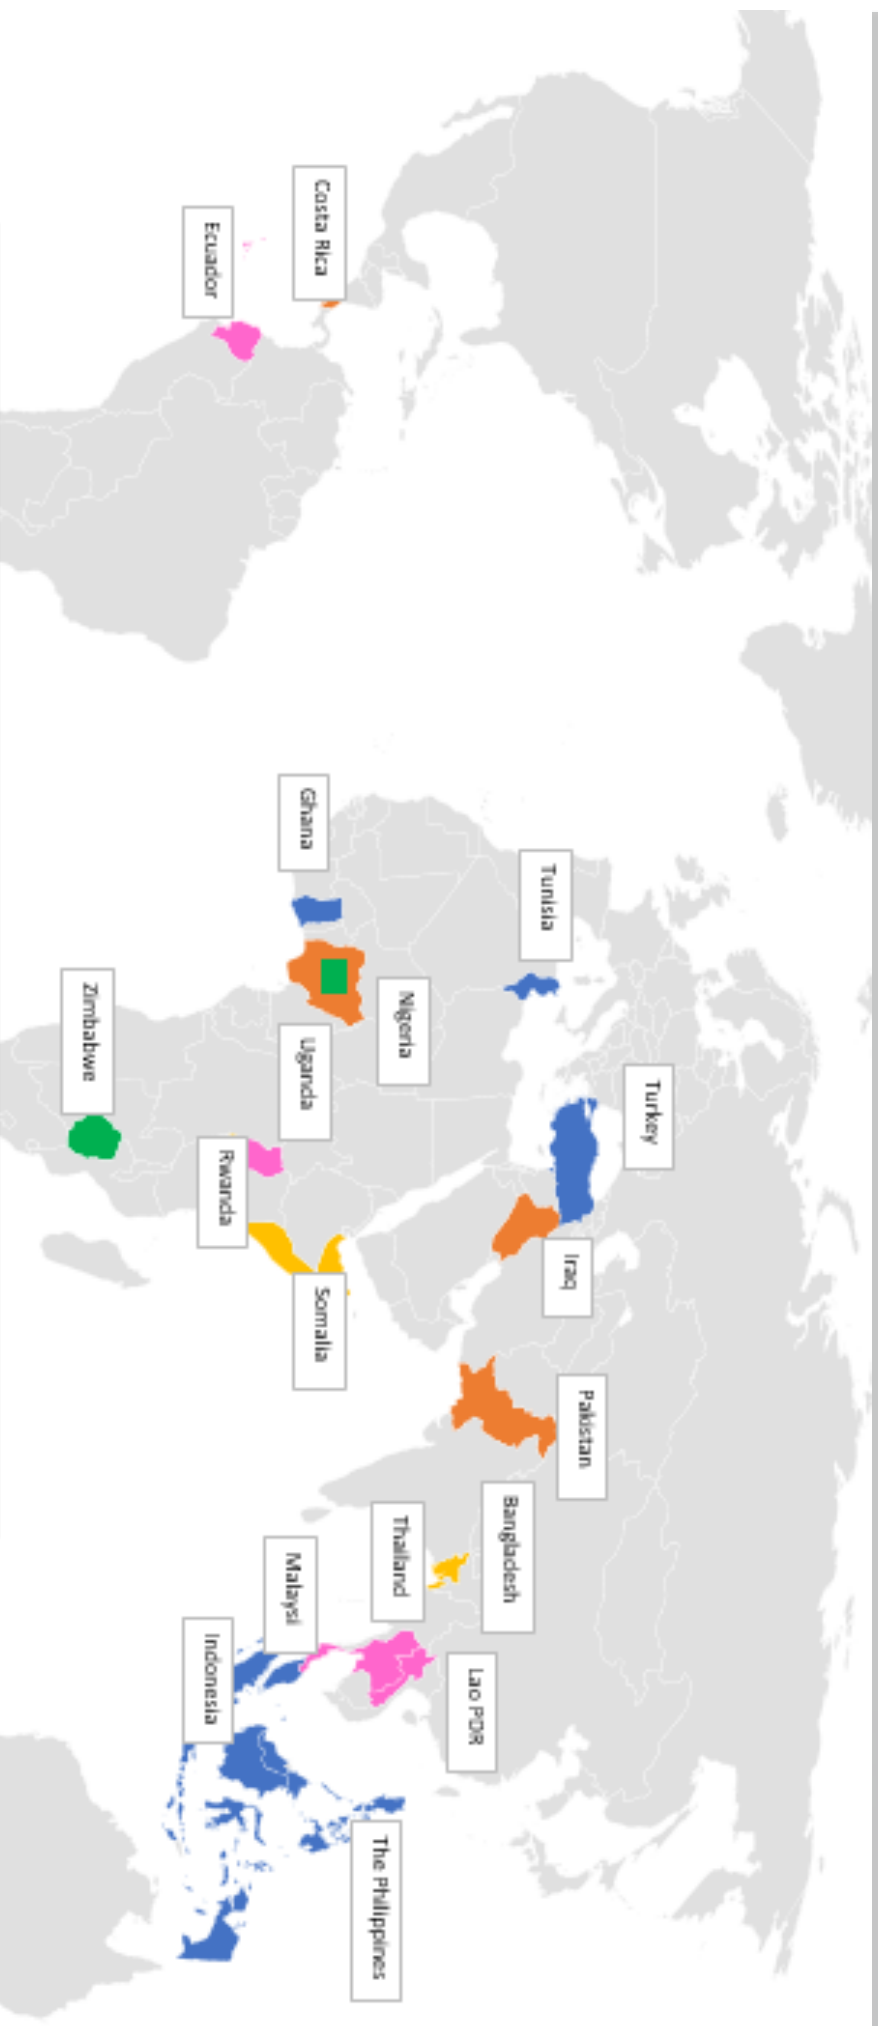 Costa Rica
Ecuador
Ghana
Tunisia
Nigeria
Uganda
Zimbabwe
Turkey
Rwanda
Iraq
Somalia
Pakistan
Bangladesh
Thailand
Malaysi
Lao PDR
Indonesia
The Philippines